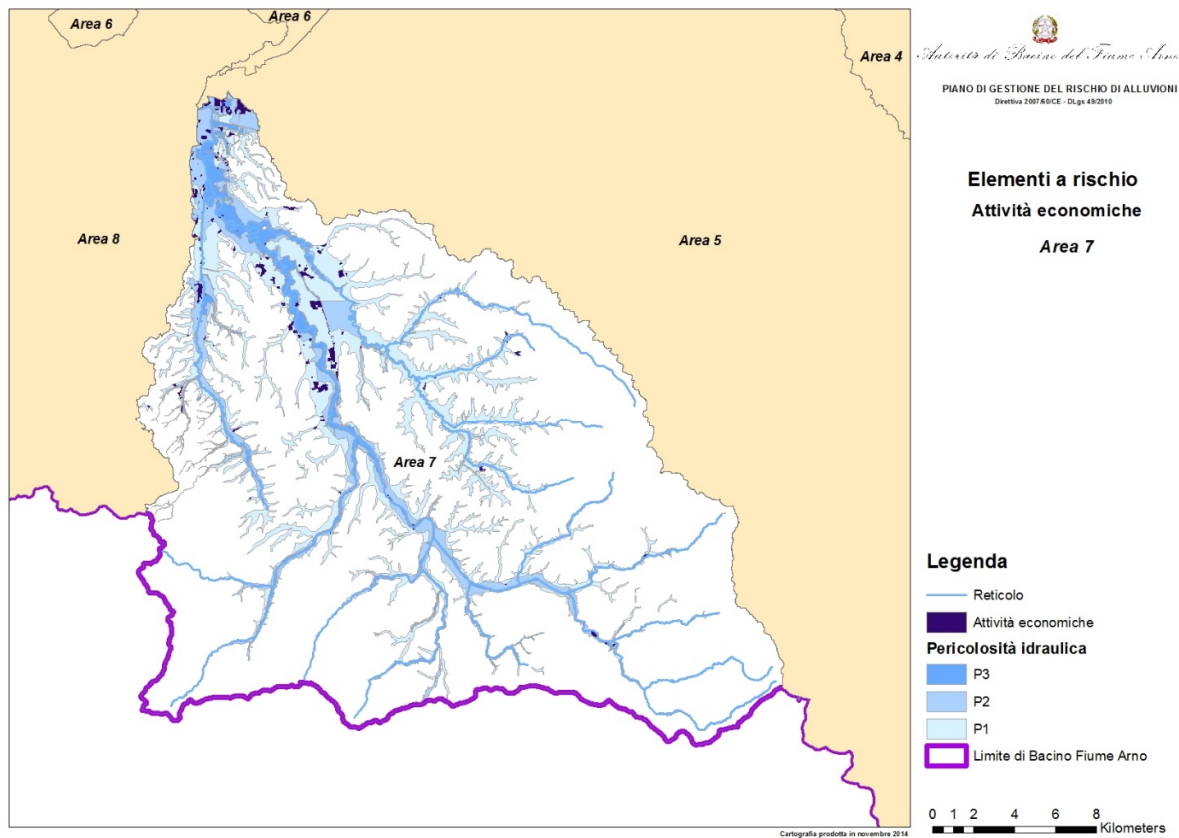 Area 6
Area 6
Area 4
Area 8
Area 5
Area 7
Autorità di Bacino del Fiume Arno
PIANO DI GESTIONE DEL RISCHIO DI ALLUVIONI
Direttiva 2007/60/CE - DLgs 49/2010
Elementi a rischio
Attività economiche
Area 7
Legenda
Reticolo
Attività economiche
Pericolosità idraulica
P3
P2
P1
Limite di Bacino Fiume Arno
0 1 2 4 6 8
Kilometers
Cartografia prodotta in novembre 2014